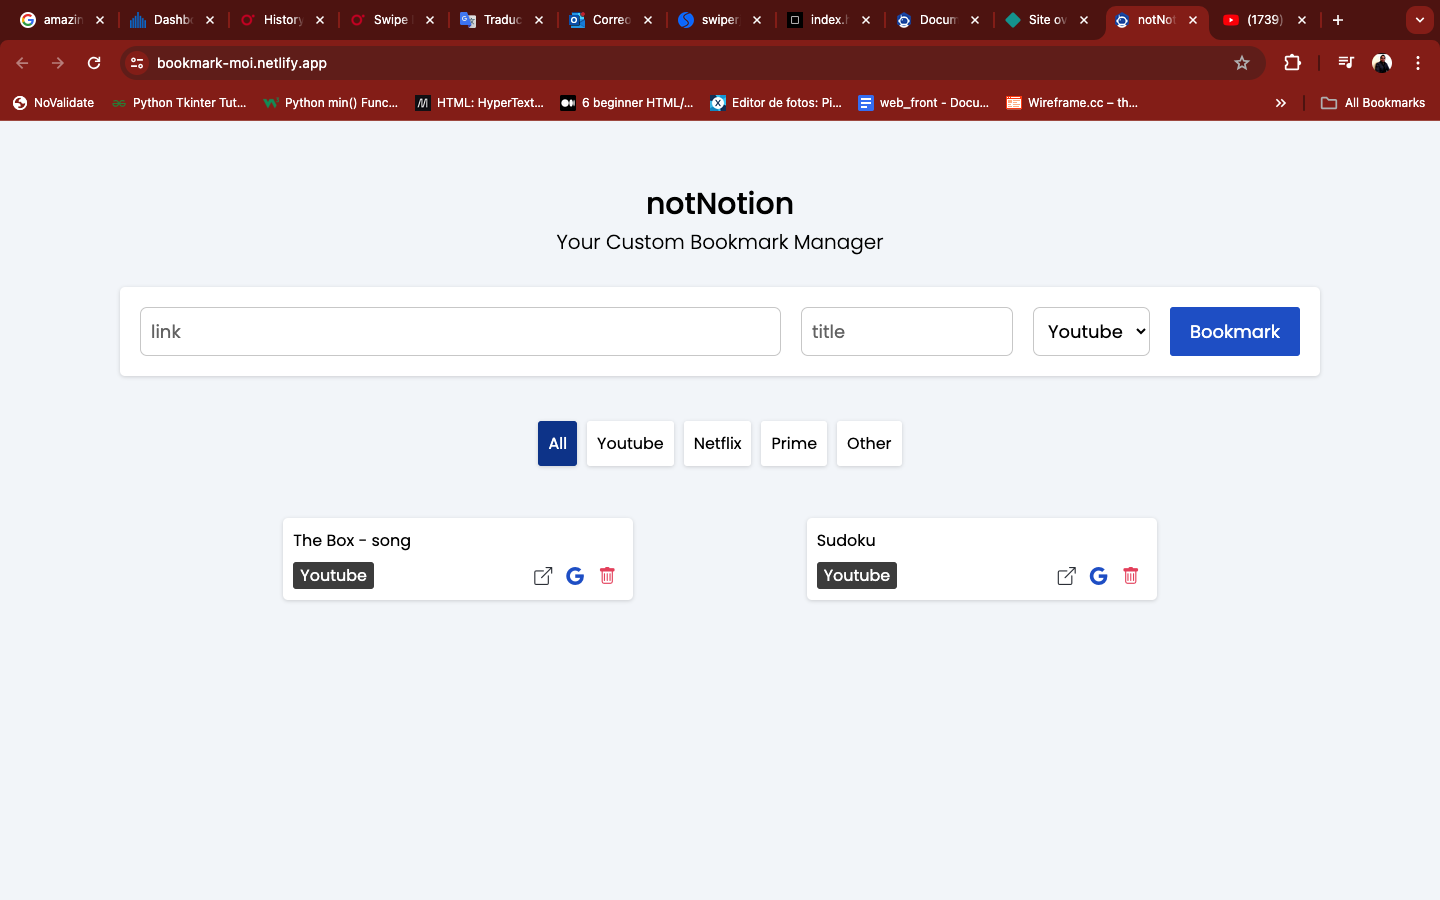 amazin Dashbo History Swipe Traduc Correo swiper index.h Docum Site ov notNot (1739)
bookmark-moi.netlify.app
NoValidate Python Tkinter Tut... Python min() Func... HTML: HyperText... 6 beginner HTML/... Editor de fotos: Pi... web_front - Docu... Wireframe.cc – th... » All Bookmarks
notNotion
Your Custom Bookmark Manager
link title Youtube Bookmark
All Youtube Netflix Prime Other
The Box - song
Youtube
Sudoku
Youtube